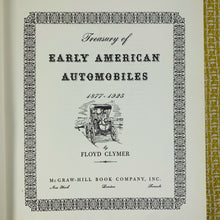 Treasury of
EARLY AMERICAN
AUTOMOBILES
1877-1925
by
FLOYD CLYMER
McGRAW-HILL BOOK COMPANY, INC.
New York London Toronto